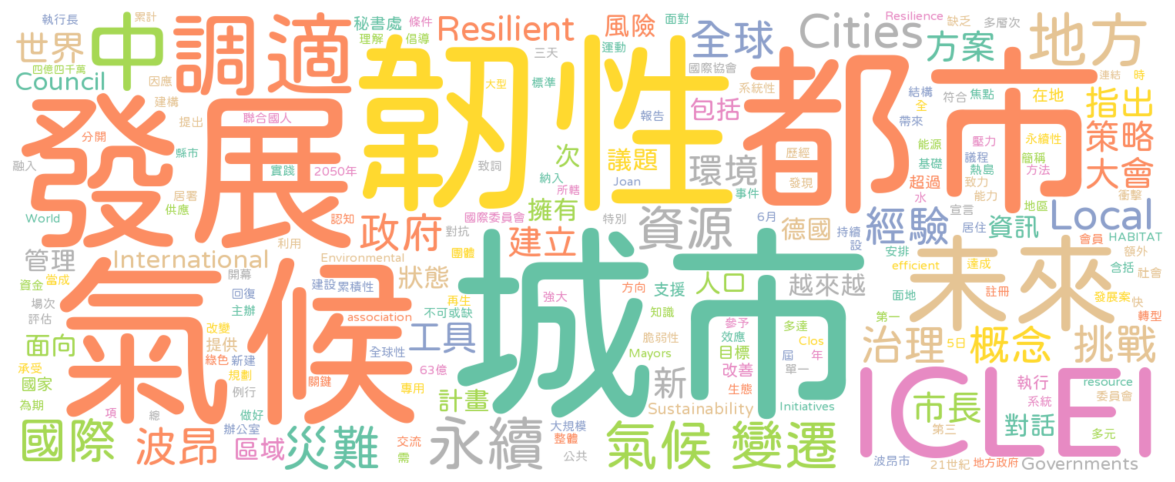 執行長
累計
世界
中
調適
四億四千萬
因應
Council
建構
發展
提出
分開
聯合國人
融入
縣市
實踐
2050年
居署
供應
World
認知
韌性
秘書處
條件
理解
倡導
Resilient
三天
運動
大型
標準
致詞
納入
所轄
風險
面對
全球
國際協會
系統性
包括
報告
議題
次
Joan
環境
事件
Resilience
缺乏
多層次
Cities
方案
地方
都市
歷經
發現
結構
全
符合
焦點
帶來
在地
連結
時
指出
策略
大會
能源
壓力
永續性
基礎
議程
簡稱
熱島
方法
超過
致力
水
能力
衝擊
宣言
地區
管理
International
政府
利用
對抗
國際委員會
團體
擁有
特別
建立
資源
6月
德國
持續
設
經驗
居住
資訊
Local
會員
HABITAT
資金
當成
開幕
Environmental
狀態
氣候
城市
強大
方向
支援
人口
越來越
安排
efficient
未來
達成
額外
含括
社會
面地
註冊
發展案
快
場次
主辦
回復
建設
累積性
再生
不可或缺
知識
第一
轉型
評估
改變
association
工具
參予
多達
脆弱性
效應
Clos
面向
提供
綠色
新建
全球性
Mayors
目標
屆
年
治理
5日
概念
挑戰
承受
國家
規劃
關鍵
63億
新
改善
單一
例行
專用
生態
為期
計畫
Sustainability
Initiatives
ICLEI
執行
resource
市長
系統
委員會
項
總
做好
國際
波昂
辦公室
區域
災難
交流
需
永續
大規模
整體
公共
氣候變遷
第三
對話
多元
波昂市
21世紀
地方政府
Governments